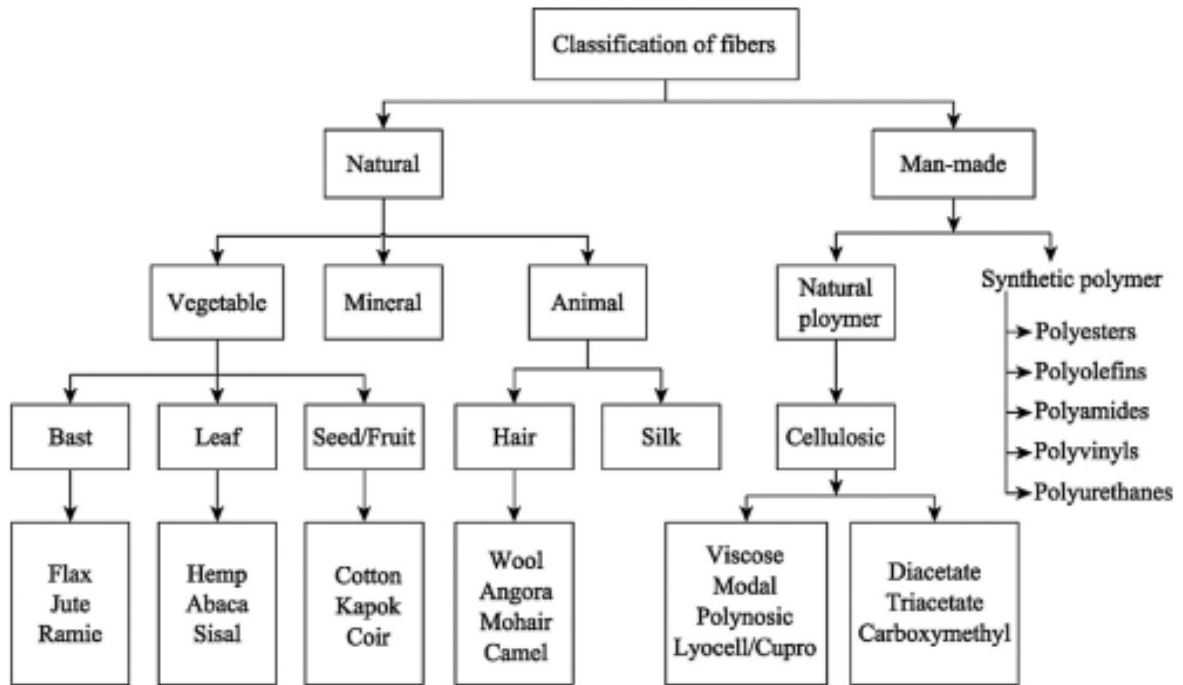 Classification of fibers
Natural
Man-made
Vegetable
Mineral
Animal
Natural
ploymer
Synthetic polymer
Polyesters
Polyolefins
Polyamides
Polyvinyls
Polyurethanes
Bast
Leaf
Seed/Fruit
Hair
Silk
Cellulosic
Flax
Jute
Ramie
Hemp
Abaca
Sisal
Cotton
Kapok
Coir
Wool
Angora
Mohair
Camel
Viscose
Modal
Polynosic
Lyocell/Cupro
Diacetate
Triacetate
Carboxymethyl